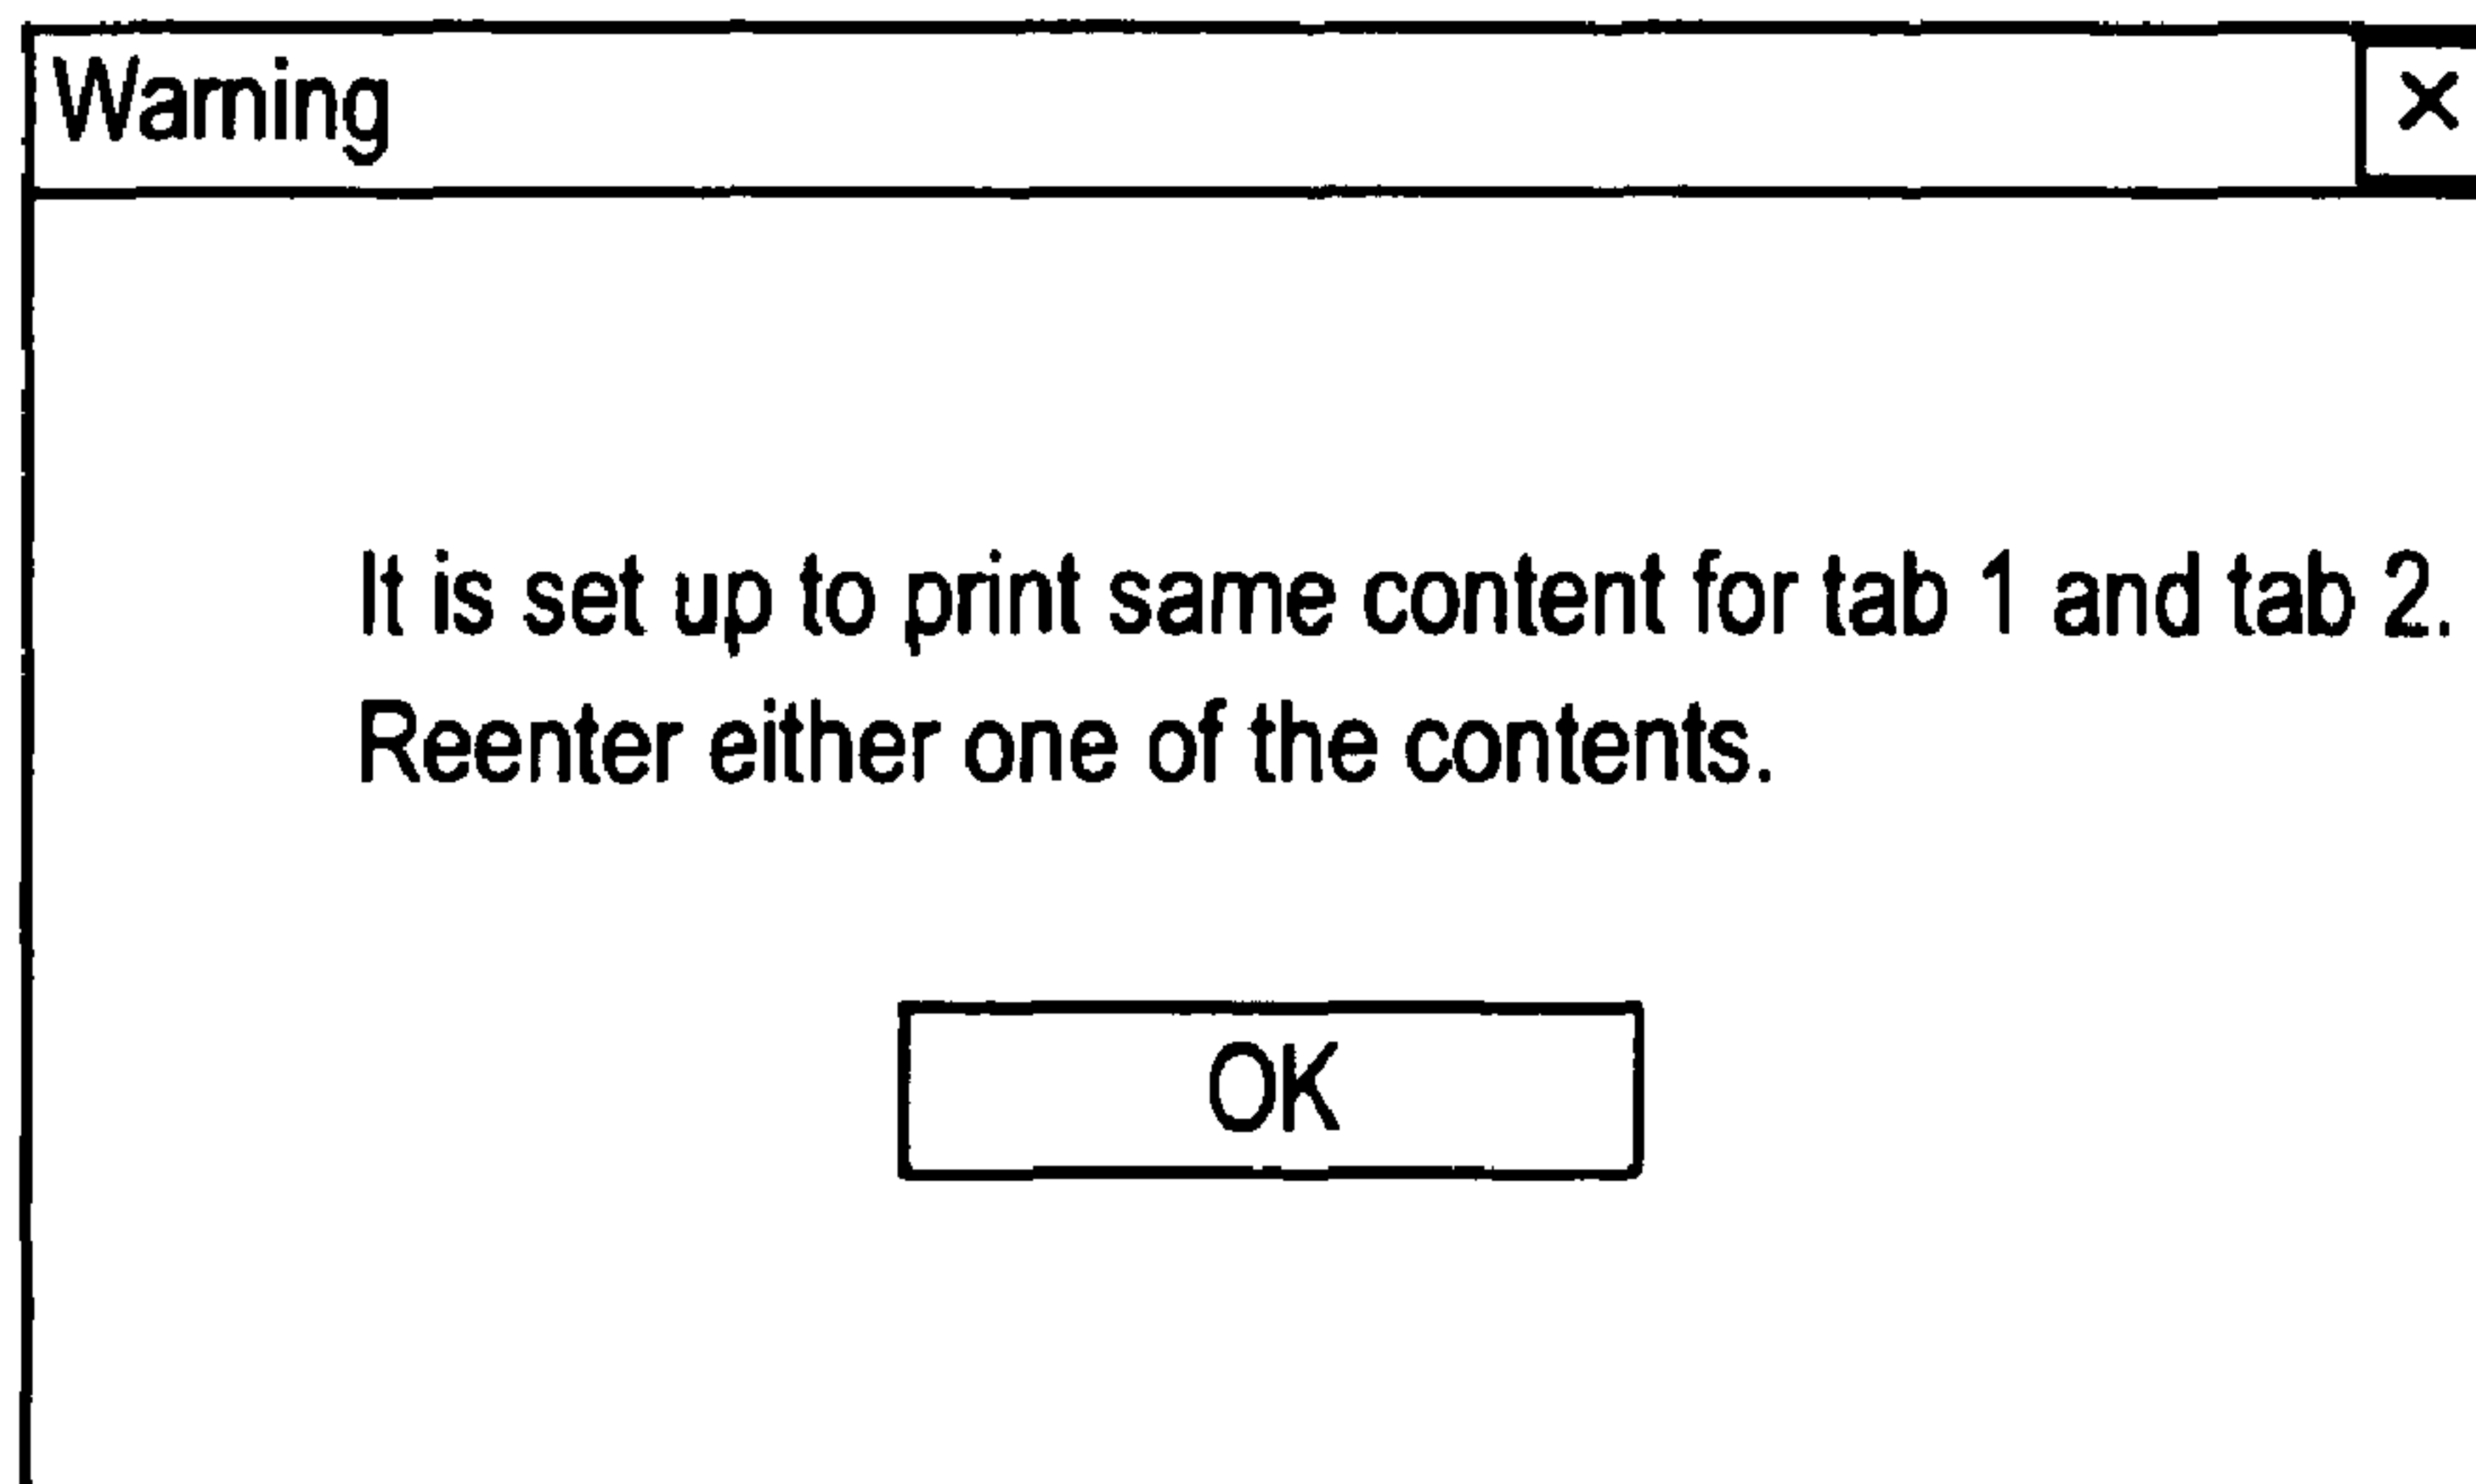 Warning
×
It is set up to print same content for tab 1 and tab 2.
Reenter either one of the contents.
OK